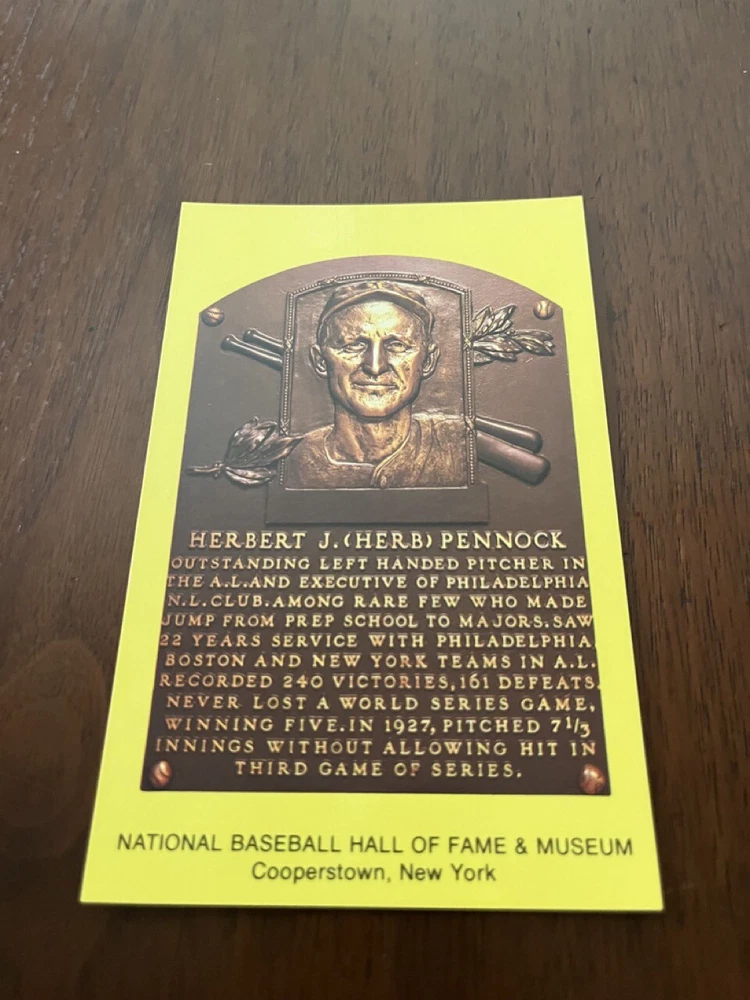 HERBERT J. (HERB) PENNOCK
OUTSTANDING LEFT HANDED PITCHER IN
THE A.L. AND EXECUTIVE OF PHILADELPHIA
N.L. CLUB. AMONG RARE FEW WHO MADE
JUMP FROM PREP SCHOOL TO MAJORS. SAW
22 YEARS SERVICE WITH PHILADELPHIA,
BOSTON AND NEW YORK TEAMS IN A.L.
RECORDED 240 VICTORIES, 161 DEFEATS.
NEVER LOST A WORLD SERIES GAME,
WINNING FIVE. IN 1927, PITCHED 7 1/3
INNINGS WITHOUT ALLOWING HIT IN
THIRD GAME OF SERIES.
NATIONAL BASEBALL HALL OF FAME & MUSEUM
Cooperstown, New York